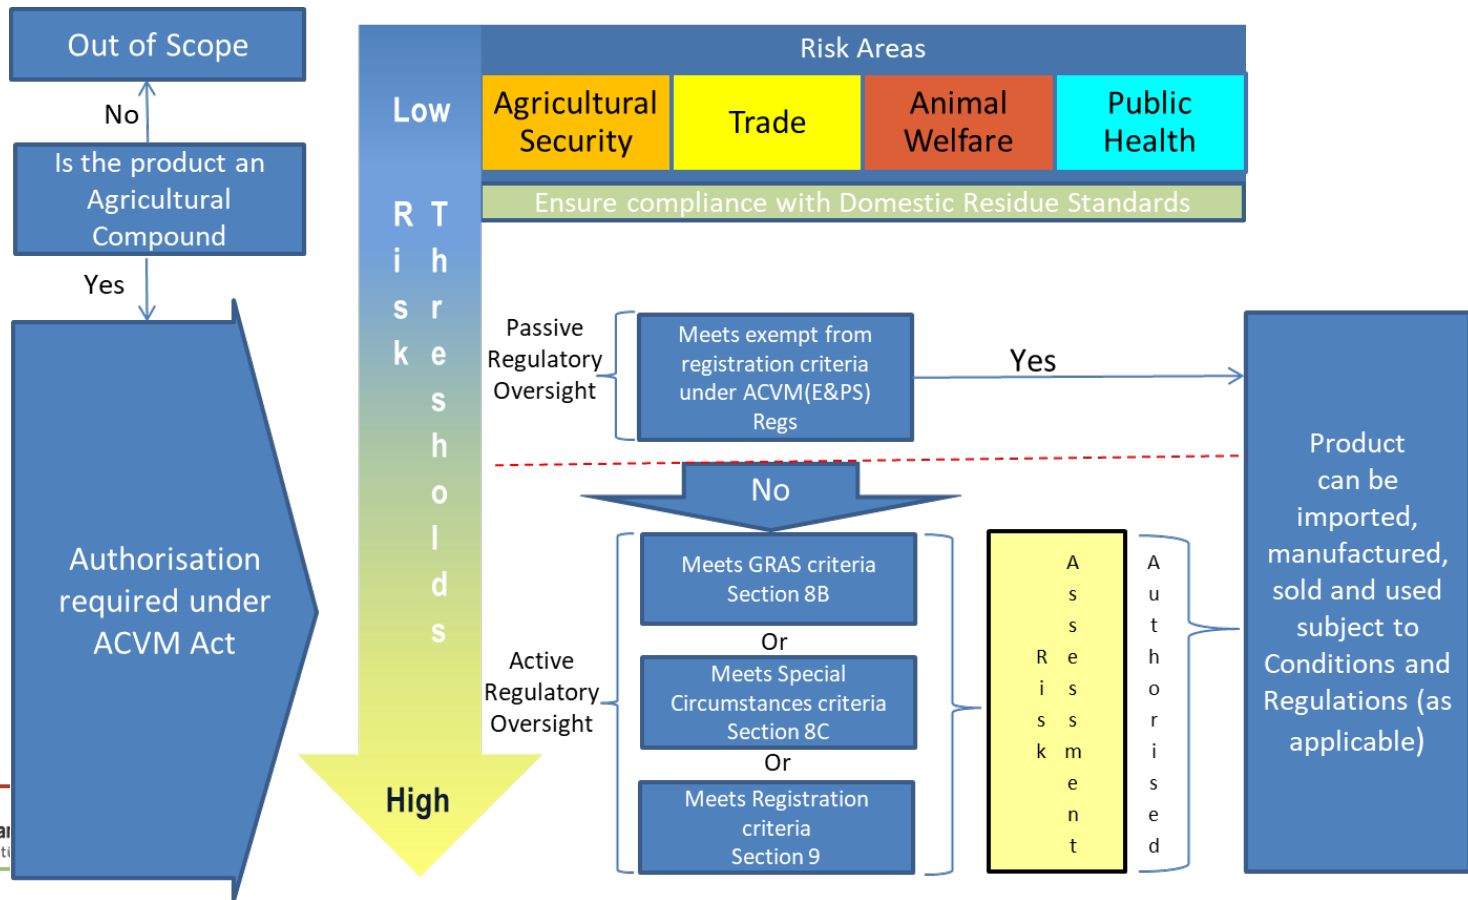 Out of Scope
No
Is the product an
Agricultural
Compound
Yes
Authorisation
required under
ACVM Act
Low
Risk
Thresholds
High
Risk Areas
Agricultural
Security
Trade
Animal
Welfare
Public
Health
Ensure compliance with Domestic Residue Standards
Passive
Regulatory
Oversight
Meets exempt from
registration criteria
under ACVM(E&PS)
Regs
Yes
No
Active
Regulatory
Oversight
Meets GRAS criteria
Section 8B
Or
Meets Special
Circumstances criteria
Section 8C
Or
Meets Registration
criteria
Section 9
Risk
Assessment
Authorised
Product
can be
imported,
manufactured,
sold and used
subject to
Conditions and
Regulations (as
applicable)